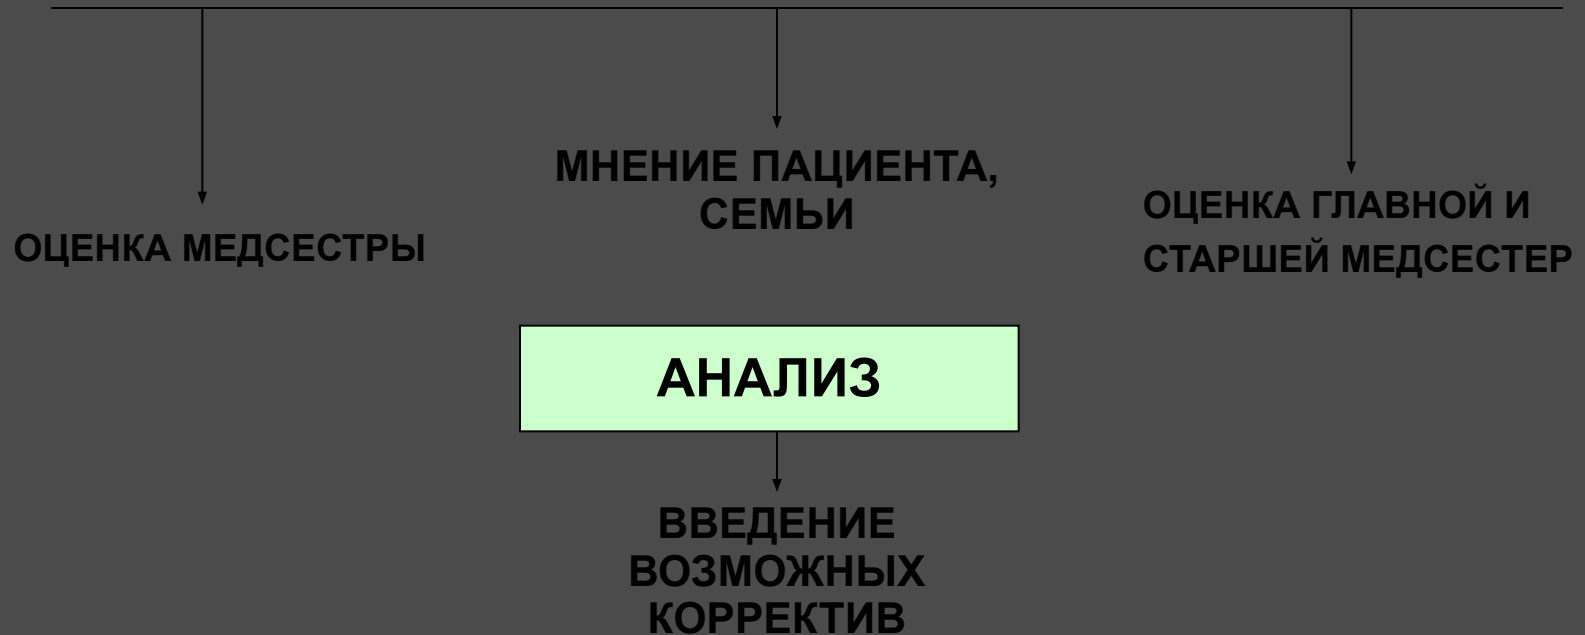 МНЕНИЕ ПАЦИЕНТА,
СЕМЬИ
ОЦЕНКА МЕДСЕСТРЫ
ОЦЕНКА ГЛАВНОЙ И
СТАРШЕЙ МЕДСЕСТЕР
АНАЛИЗ
ВВЕДЕНИЕ
ВОЗМОЖНЫХ
КОРРЕКТИВ